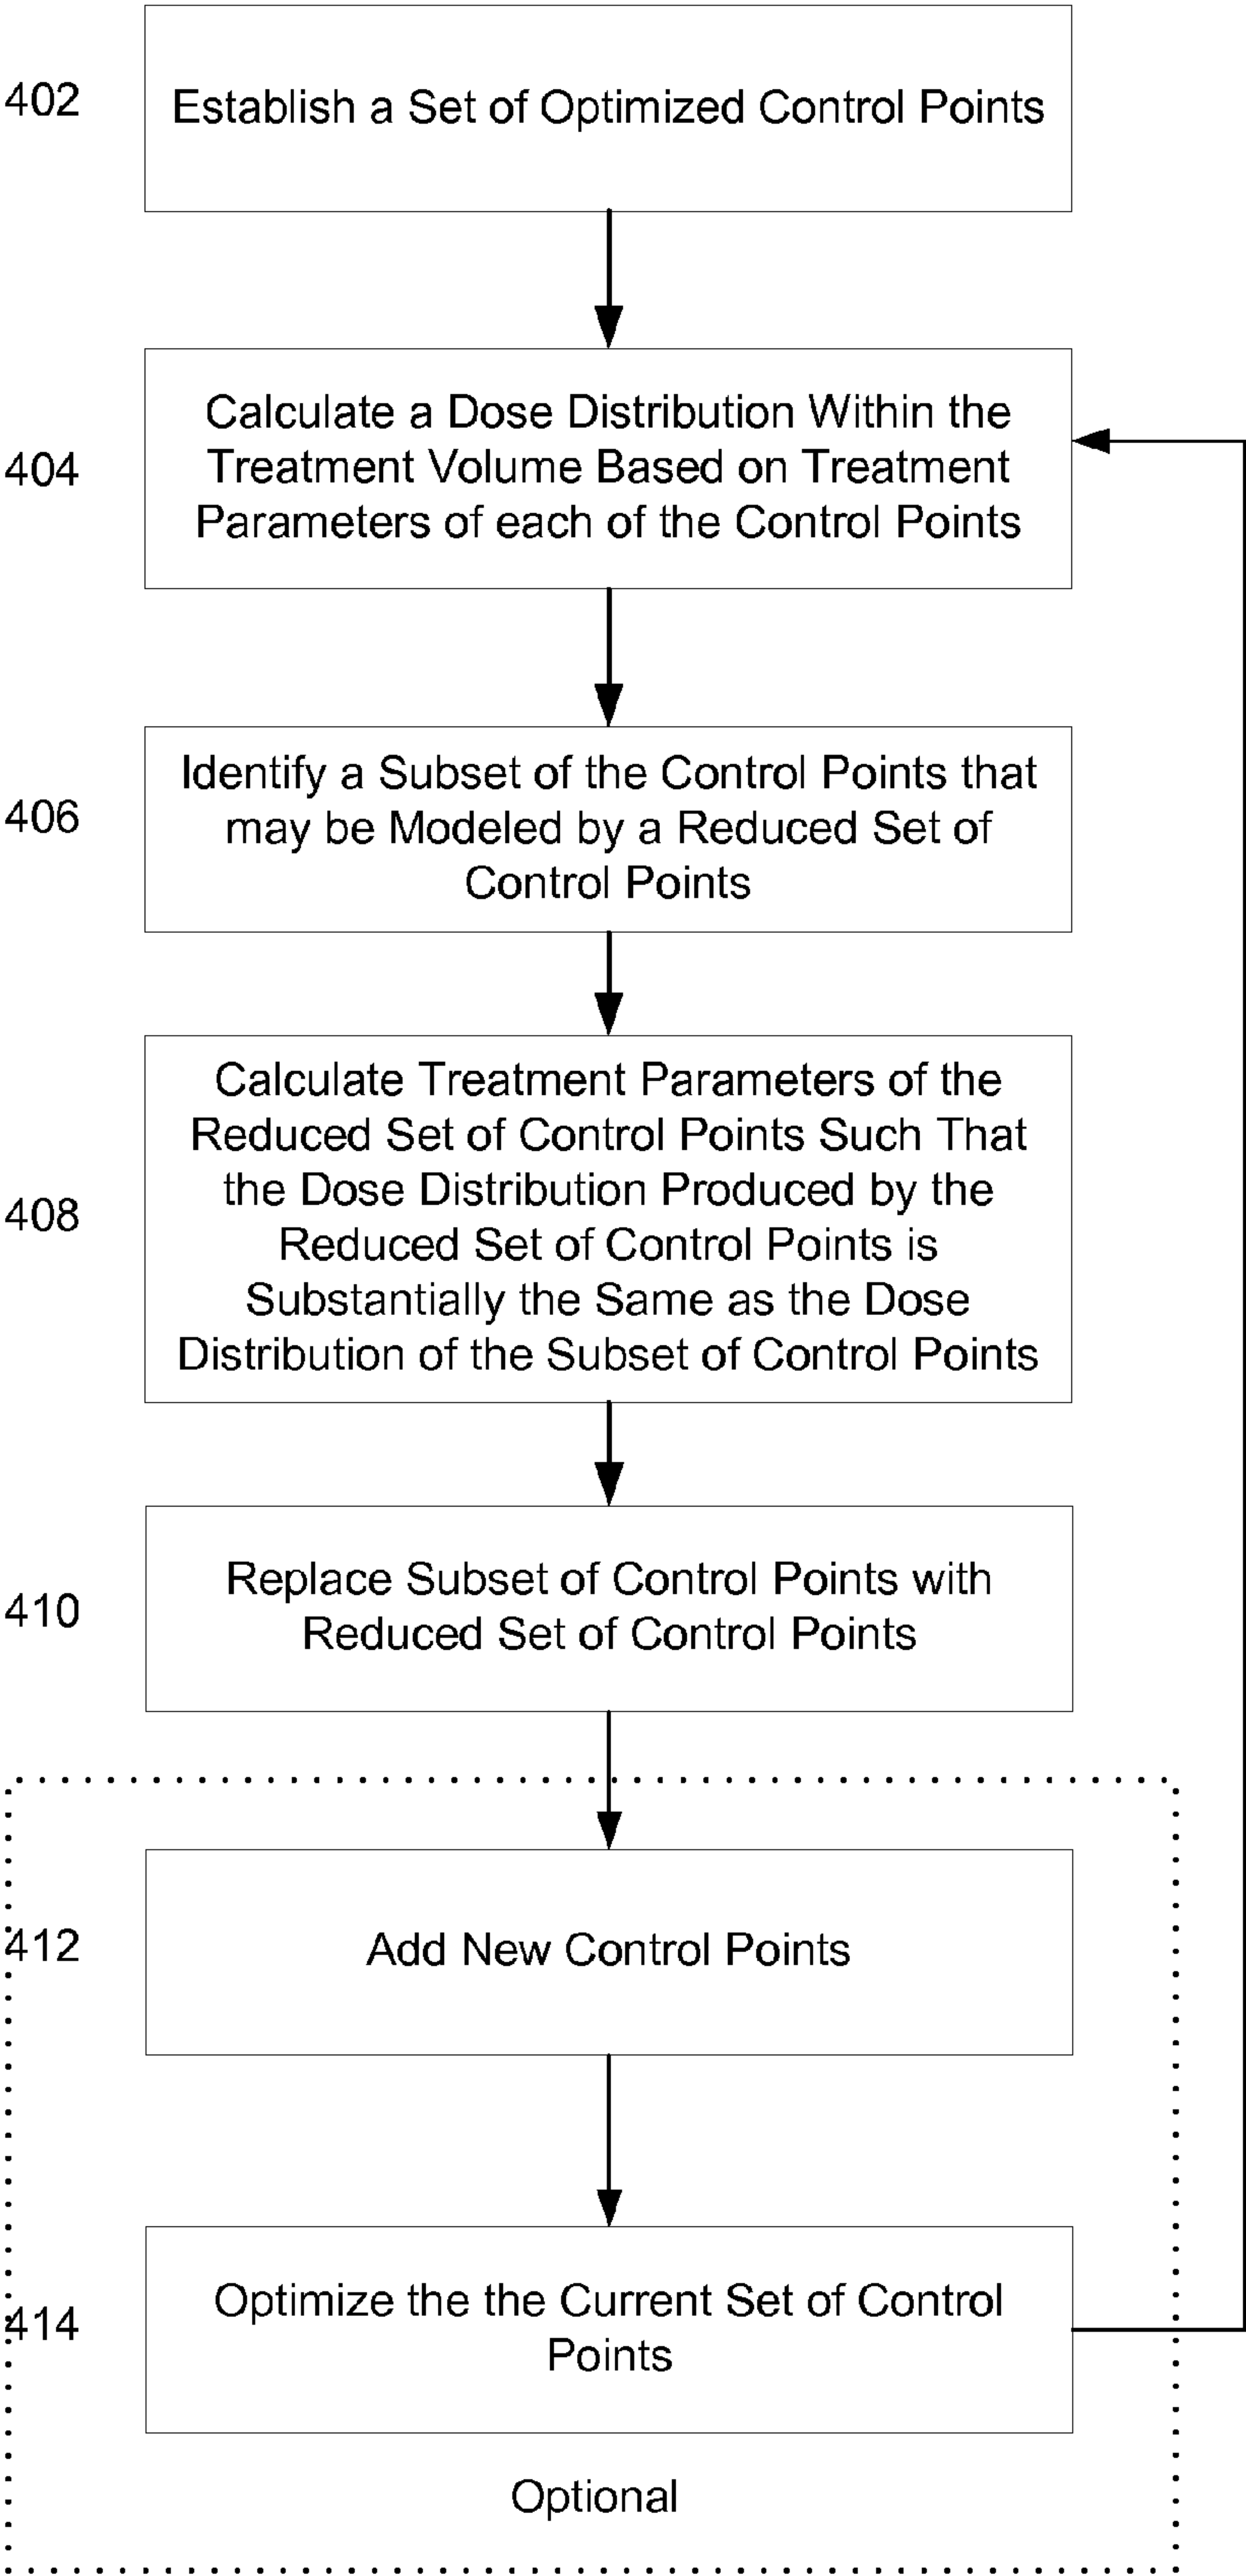 402
Establish a Set of Optimized Control Points
404
Calculate a Dose Distribution Within the
Treatment Volume Based on Treatment
Parameters of each of the Control Points
406
Identify a Subset of the Control Points that
may be Modeled by a Reduced Set of
Control Points
408
Calculate Treatment Parameters of the
Reduced Set of Control Points Such That
the Dose Distribution Produced by the
Reduced Set of Control Points is
Substantially the Same as the Dose
Distribution of the Subset of Control Points
410
Replace Subset of Control Points with
Reduced Set of Control Points
412
Add New Control Points
414
Optimize the the Current Set of Control
Points
Optional